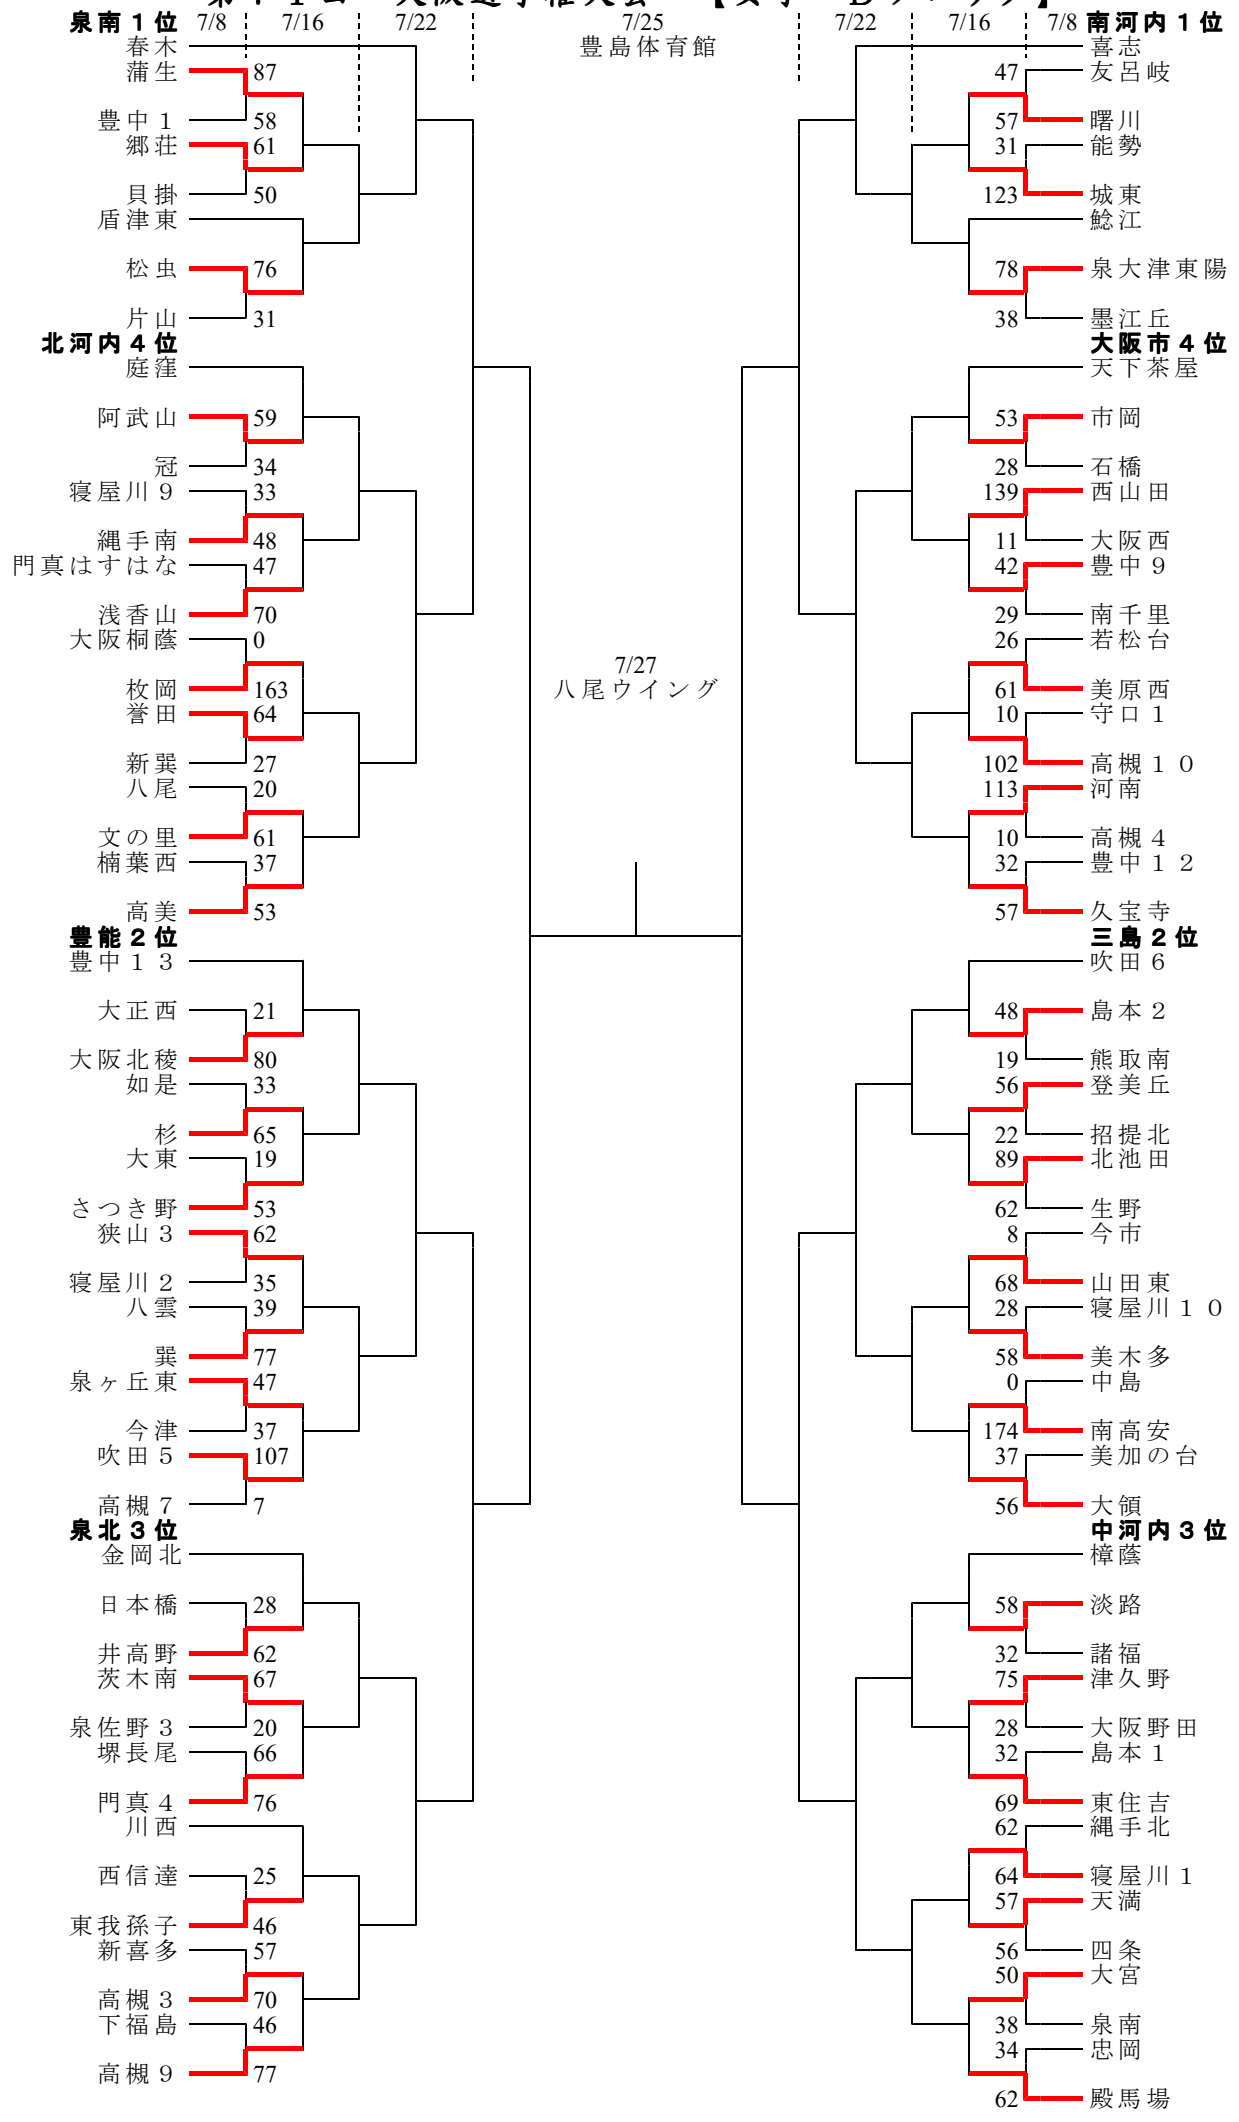 泉南１位 7/8 7/16 7/22 7/25 7/22 7/16 7/8 南河内１位
春木 豊島体育館 喜志
蒲生 87 47 友呂岐
豊中１ 58 57 曙川
郷荘 61 31 能勢
貝掛 50 123 城東
盾津東 鯰江
松虫 76 78 泉大津東陽
片山 31 38 墨江丘
北河内４位 大阪市４位
庭窪 天下茶屋
阿武山 59 53 市岡
冠 34 28 石橋
寝屋川９ 33 139 西山田
縄手南 48 11 大阪西
門真はすはな 47 42 豊中９
浅香山 70 29 南千里
大阪桐蔭 0 26 若松台
7/27
枚岡 163 八尾ウイング 61 美原西
誉田 64 10 守口１
新巽 27 102 高槻１０
八尾 20 113 河南
文の里 61 10 高槻４
楠葉西 37 32 豊中１２
高美 53 57 久宝寺
豊能２位 三島２位
豊中１３ 吹田６
大正西 21 48 島本２
大阪北稜 80 19 熊取南
如是 33 56 登美丘
杉 65 22 招提北
大東 19 89 北池田
さつき野 53 62 生野
狭山３ 62 8 今市
寝屋川２ 35 68 山田東
八雲 39 28 寝屋川１０
巽 77 58 美木多
泉ヶ丘東 47 0 中島
今津 37 174 南高安
吹田５ 107 37 美加の台
高槻７ 7 56 大領
泉北３位 中河内３位
金岡北 樟蔭
日本橋 28 58 淡路
井高野 62 32 諸福
茨木南 67 75 津久野
泉佐野３ 20 28 大阪野田
堺長尾 66 32 島本１
門真４ 76 69 東住吉
川西 62 縄手北
西信達 25 64 寝屋川１
東我孫子 46 57 天満
新喜多 57 56 四条
50 大宮
高槻３ 70 38 泉南
下福島 46 34 忠岡
高槻９ 77 62 殿馬場